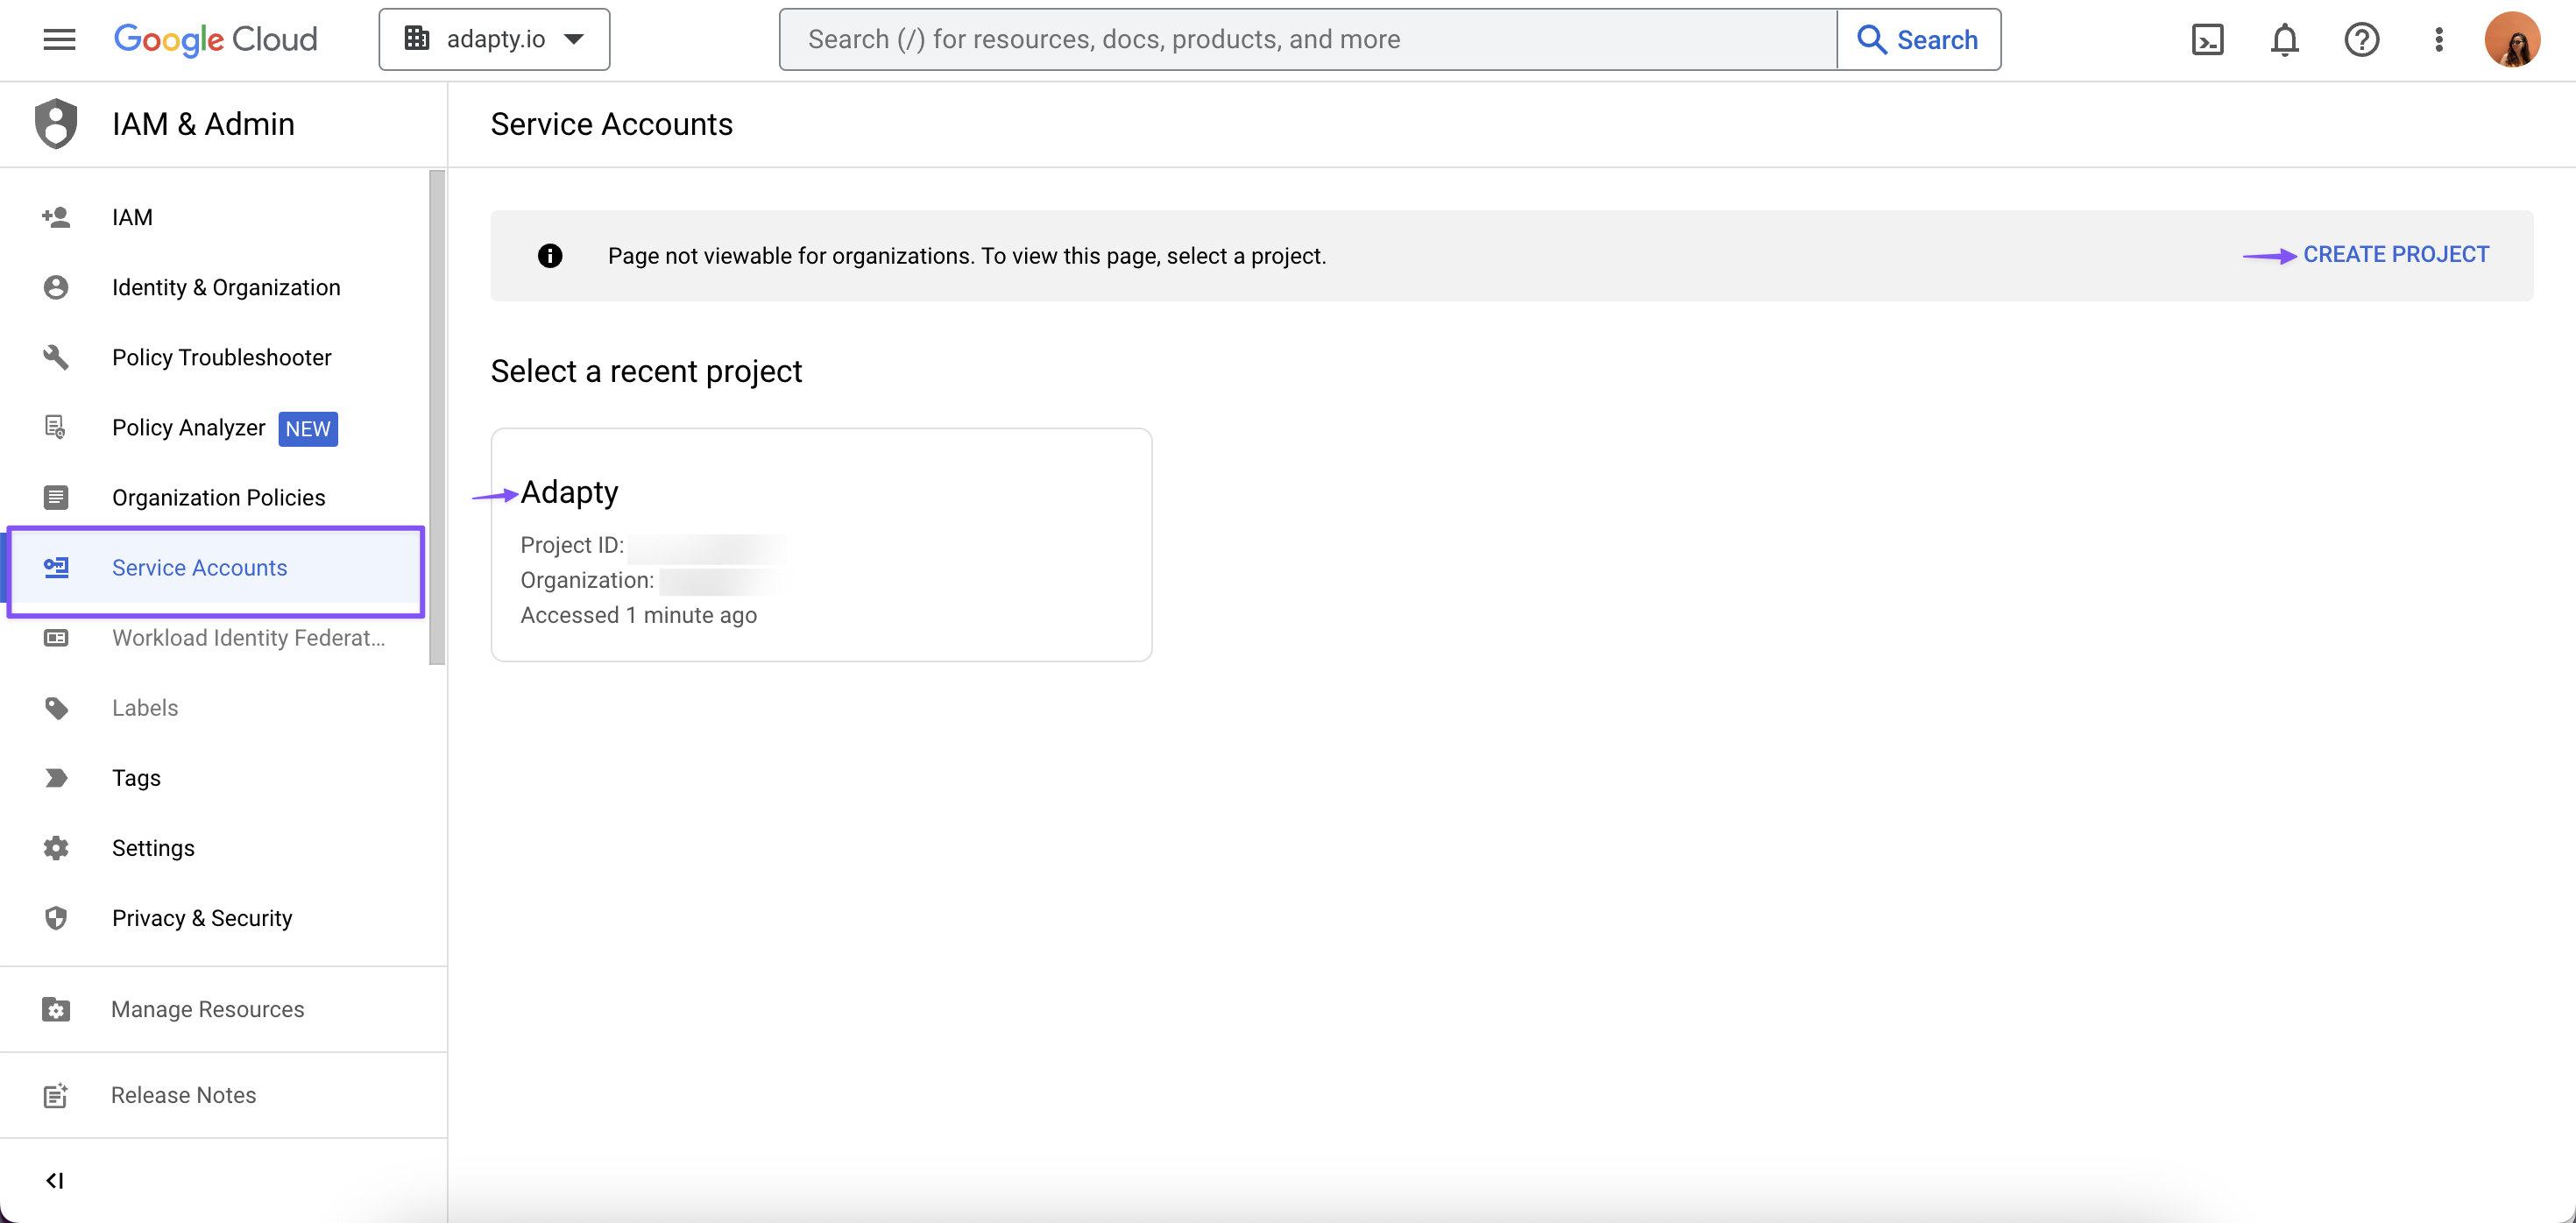 Google Cloud
adapty.io
Search (/) for resources, docs, products, and more
Search
IAM & Admin
Service Accounts
IAM
Identity & Organization
Policy Troubleshooter
Policy Analyzer NEW
Organization Policies
Service Accounts
Workload Identity Federat...
Labels
Tags
Settings
Privacy & Security
Manage Resources
Release Notes
Page not viewable for organizations. To view this page, select a project.
CREATE PROJECT
Select a recent project
Adapty
Project ID:
Organization:
Accessed 1 minute ago